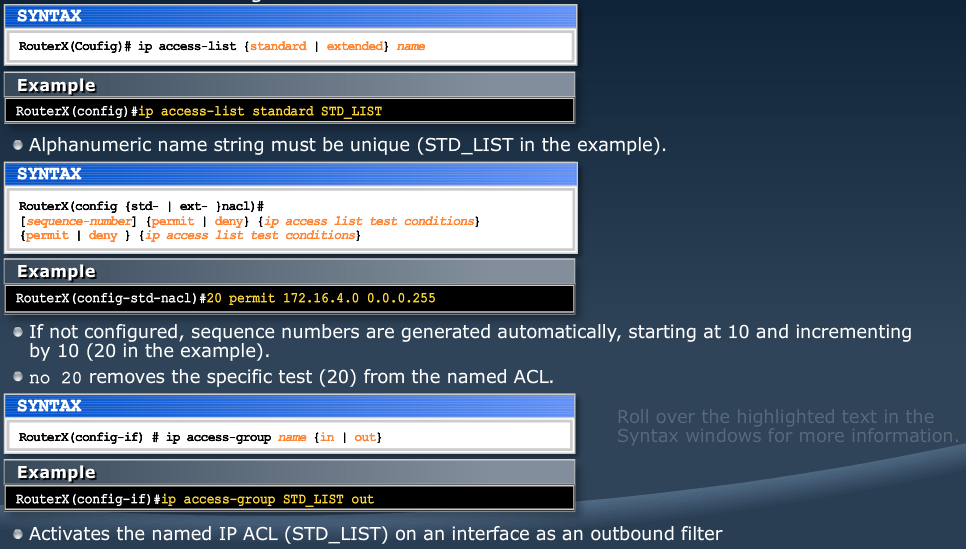 SYNTAX
RouterX(Config)# ip access-list {standard | extended} name
Example
RouterX(config)#ip access-list standard STD_LIST
Alphanumeric name string must be unique (STD_LIST in the example).
SYNTAX
RouterX(config {std- | ext- }nacl)#
[sequence-number] {permit | deny} {ip access list test conditions}
{permit | deny } {ip access list test conditions}
Example
RouterX(config-std-nacl)#20 permit 172.16.4.0 0.0.0.255
If not configured, sequence numbers are generated automatically, starting at 10 and incrementing
by 10 (20 in the example).
no 20 removes the specific test (20) from the named ACL.
SYNTAX
RouterX(config-if) # ip access-group name {in | out}
Roll over the highlighted text in the
Syntax windows for more information.
Example
RouterX(config-if)#ip access-group STD_LIST out
Activates the named IP ACL (STD_LIST) on an interface as an outbound filter